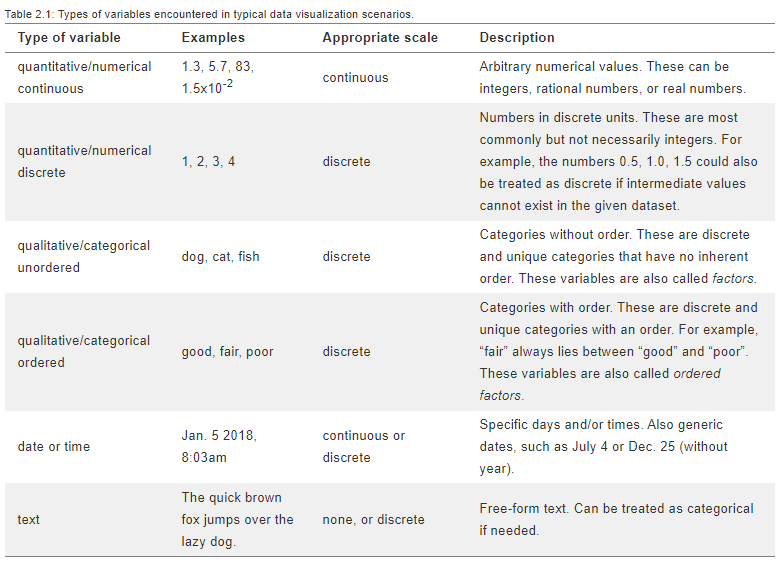 Table 2.1: Types of variables encountered in typical data visualization scenarios.
Type of variable Examples Appropriate scale Description
quantitative/numerical continuous
1.3, 5.7, 83,
1.5x10-2
continuous
Arbitrary numerical values. These can be
integers, rational numbers, or real numbers.
quantitative/numerical
discrete
1, 2, 3, 4
discrete
Numbers in discrete units. These are most
commonly but not necessarily integers. For
example, the numbers 0.5, 1.0, 1.5 could also
be treated as discrete if intermediate values
cannot exist in the given dataset.
qualitative/categorical
unordered
dog, cat, fish
discrete
Categories without order. These are discrete
and unique categories that have no inherent
order. These variables are also called factors.
qualitative/categorical
ordered
good, fair, poor
discrete
Categories with order. These are discrete and
unique categories with an order. For example,
“fair” always lies between “good” and “poor”.
These variables are also called ordered
factors.
date or time
Jan. 5 2018,
8:03am
continuous or
discrete
Specific days and/or times. Also generic
dates, such as July 4 or Dec. 25 (without
year).
text
The quick brown
fox jumps over the
lazy dog.
none, or discrete
Free-form text. Can be treated as categorical
if needed.